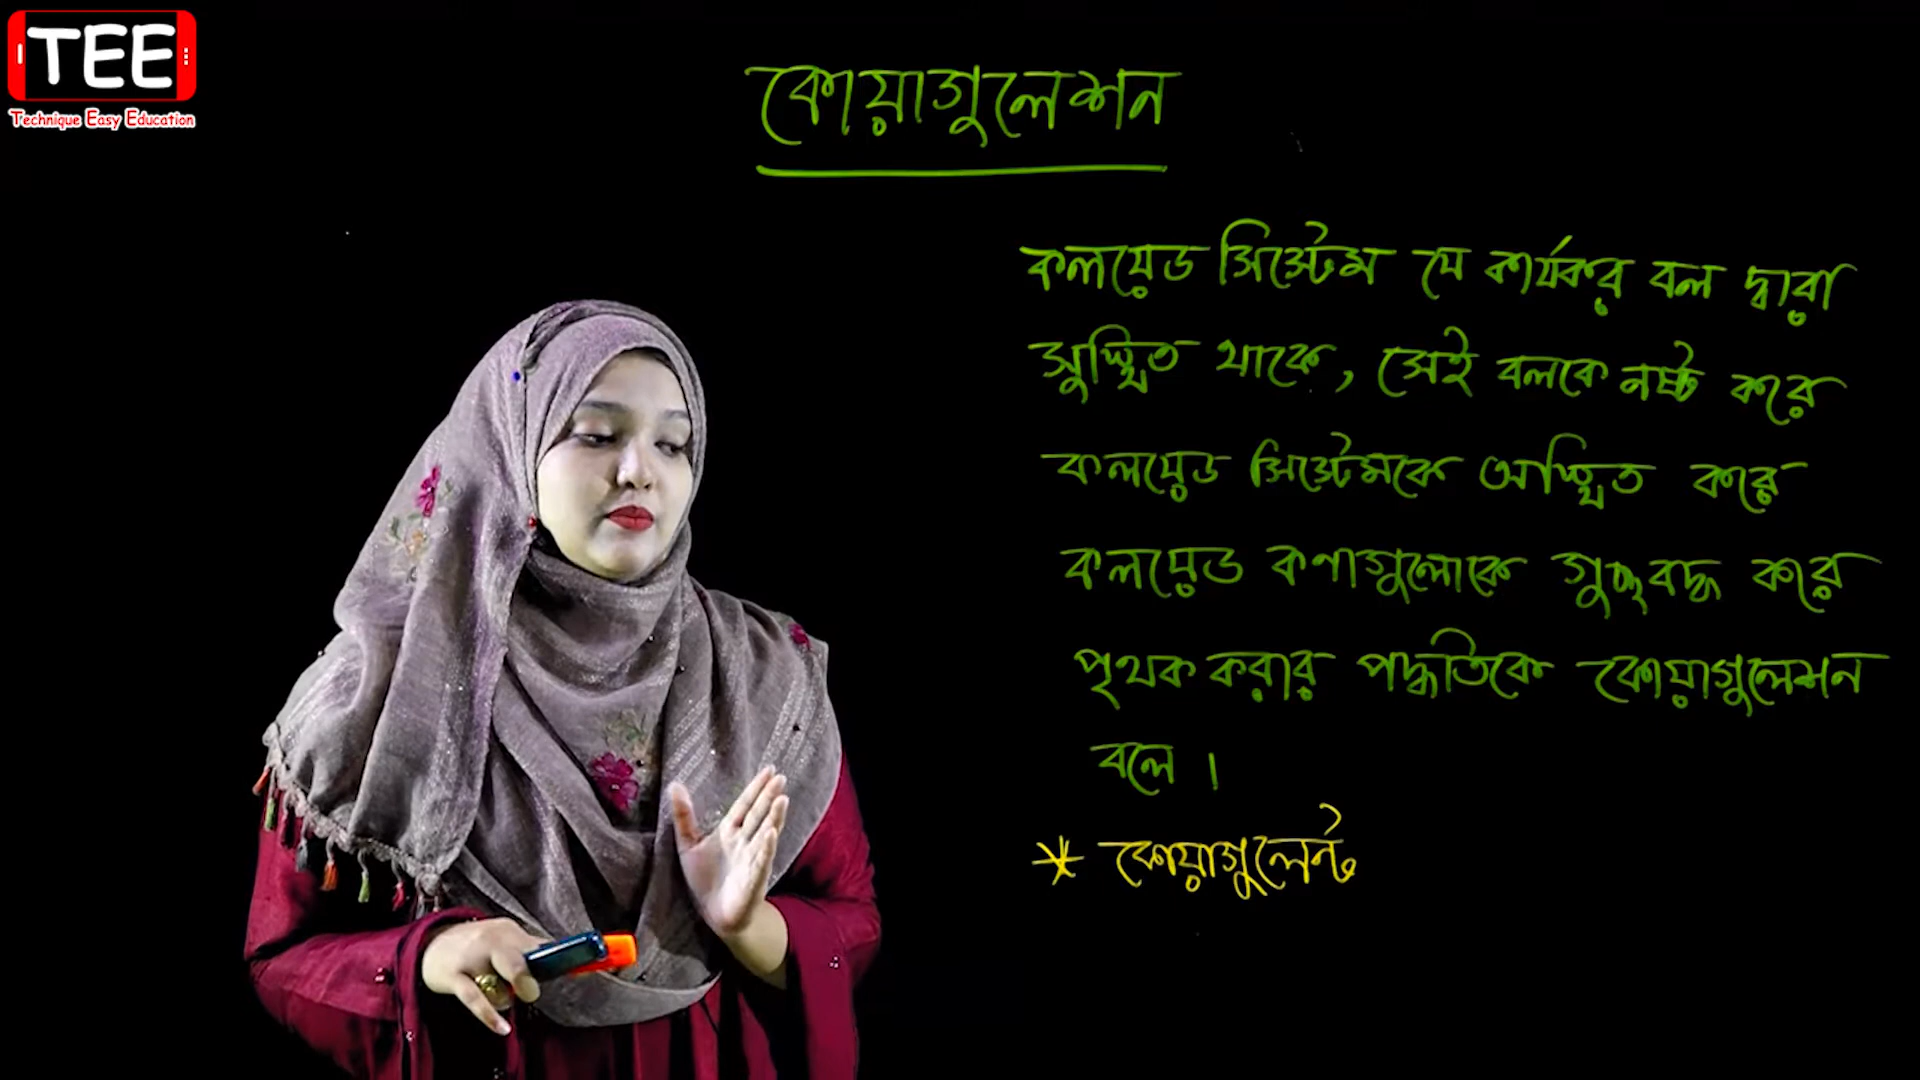 TEE
Technique Easy Education
কোয়াগুলেশন
কলয়েড সিস্টেম যে কার্যকর বল দ্বারা
সুস্থিত থাকে, সেই বলকে নষ্ট করে
কলয়েড সিস্টেমকে অস্থিত করে
কলয়েড কণাগুলোকে গুচ্ছবদ্ধ করে
পৃথক করার পদ্ধতিকে কোয়াগুলেশন
বলে ।
* কোয়াগুলের্ন্ট